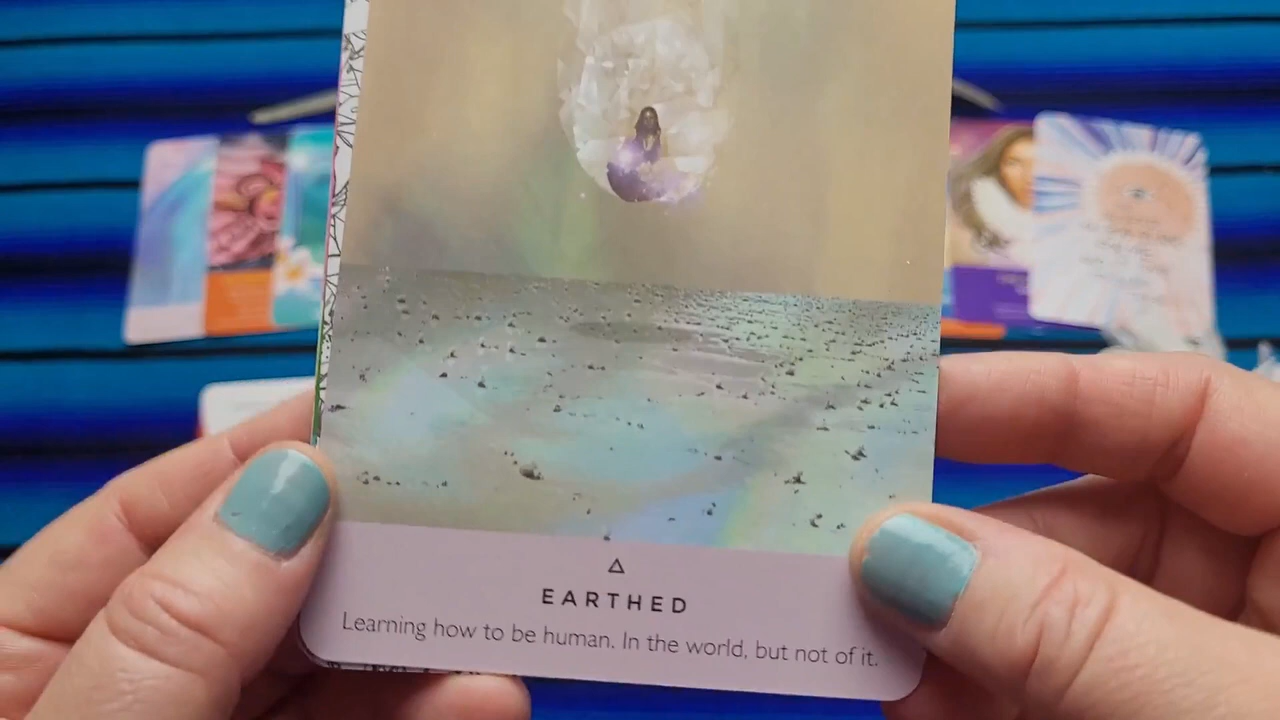 EARTHED
Learning how to be human. In the world, but not of it.